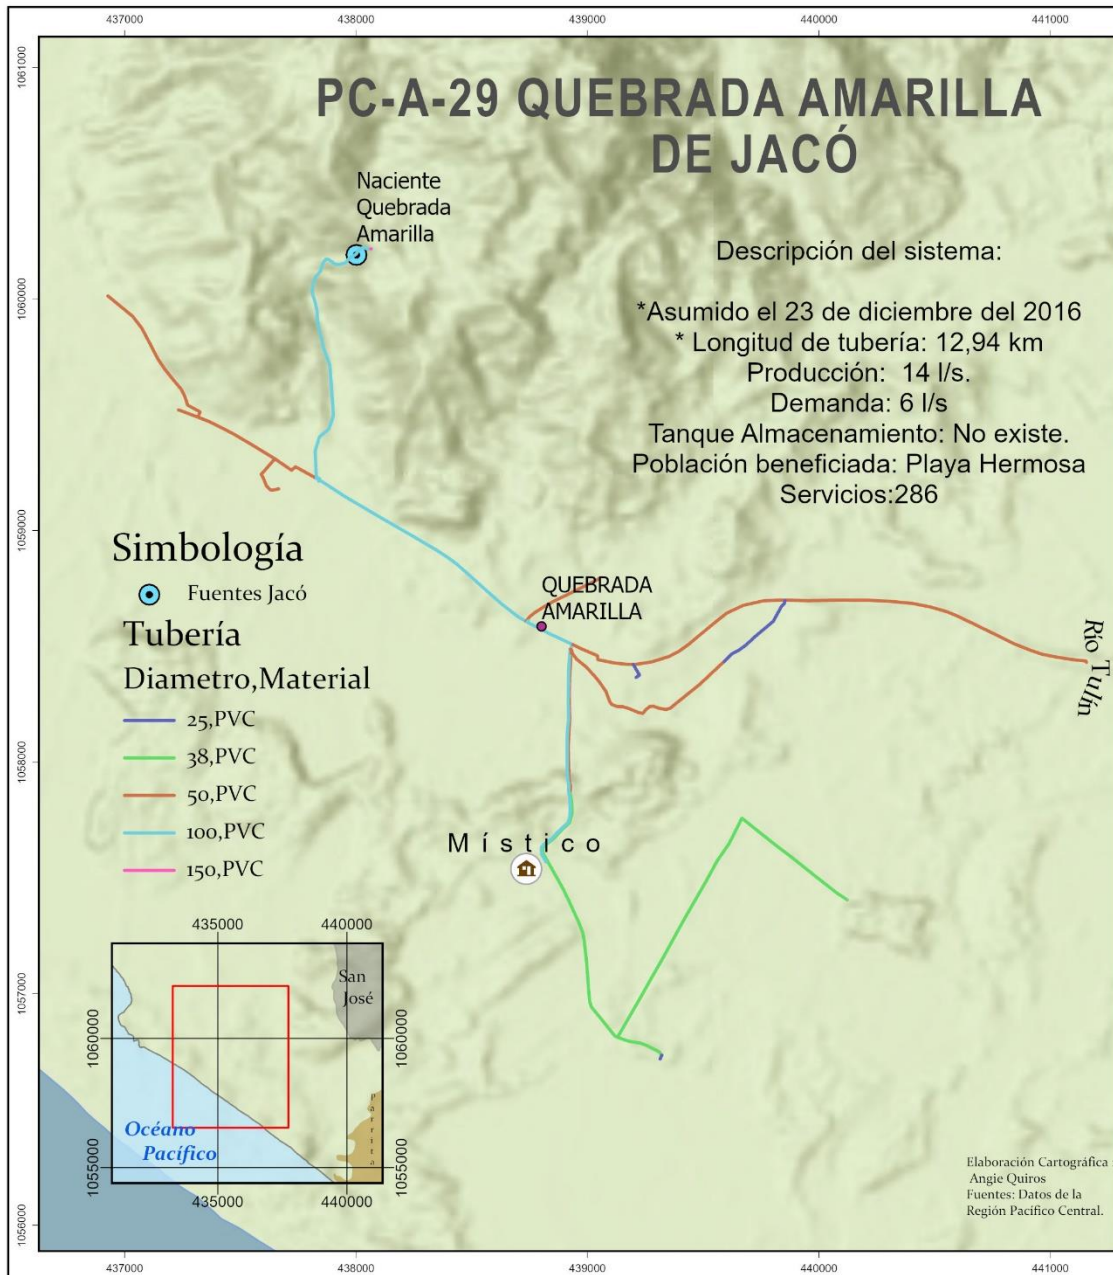 437000 438000 439000 440000 441000
1061000
1060000
1059000
1058000
1057000
1056000
PC-A-29 QUEBRADA AMARILLA
DE JACÓ
Naciente
Quebrada
Amarilla
Descripción del sistema:
*Asumido el 23 de diciembre del 2016
* Longitud de tubería: 12,94 km
Producción: 14 l/s.
Demanda: 6 l/s
Tanque Almacenamiento: No existe.
Población beneficiada: Playa Hermosa
Servicios:286
QUEBRADA
AMARILLA
Río Tulín
Místico
Simbología
Fuentes Jacó
Tubería
Diametro,Material
25,PVC
38,PVC
50,PVC
100,PVC
150,PVC
435000 440000
San
José
1060000 1060000
Parrita
Océano
Pacífico
1055000 1055000
435000 440000
Elaboración Cartográfica :
Angie Quiros
Fuentes: Datos de la
Región Pacífico Central.
437000 438000 439000 440000 441000